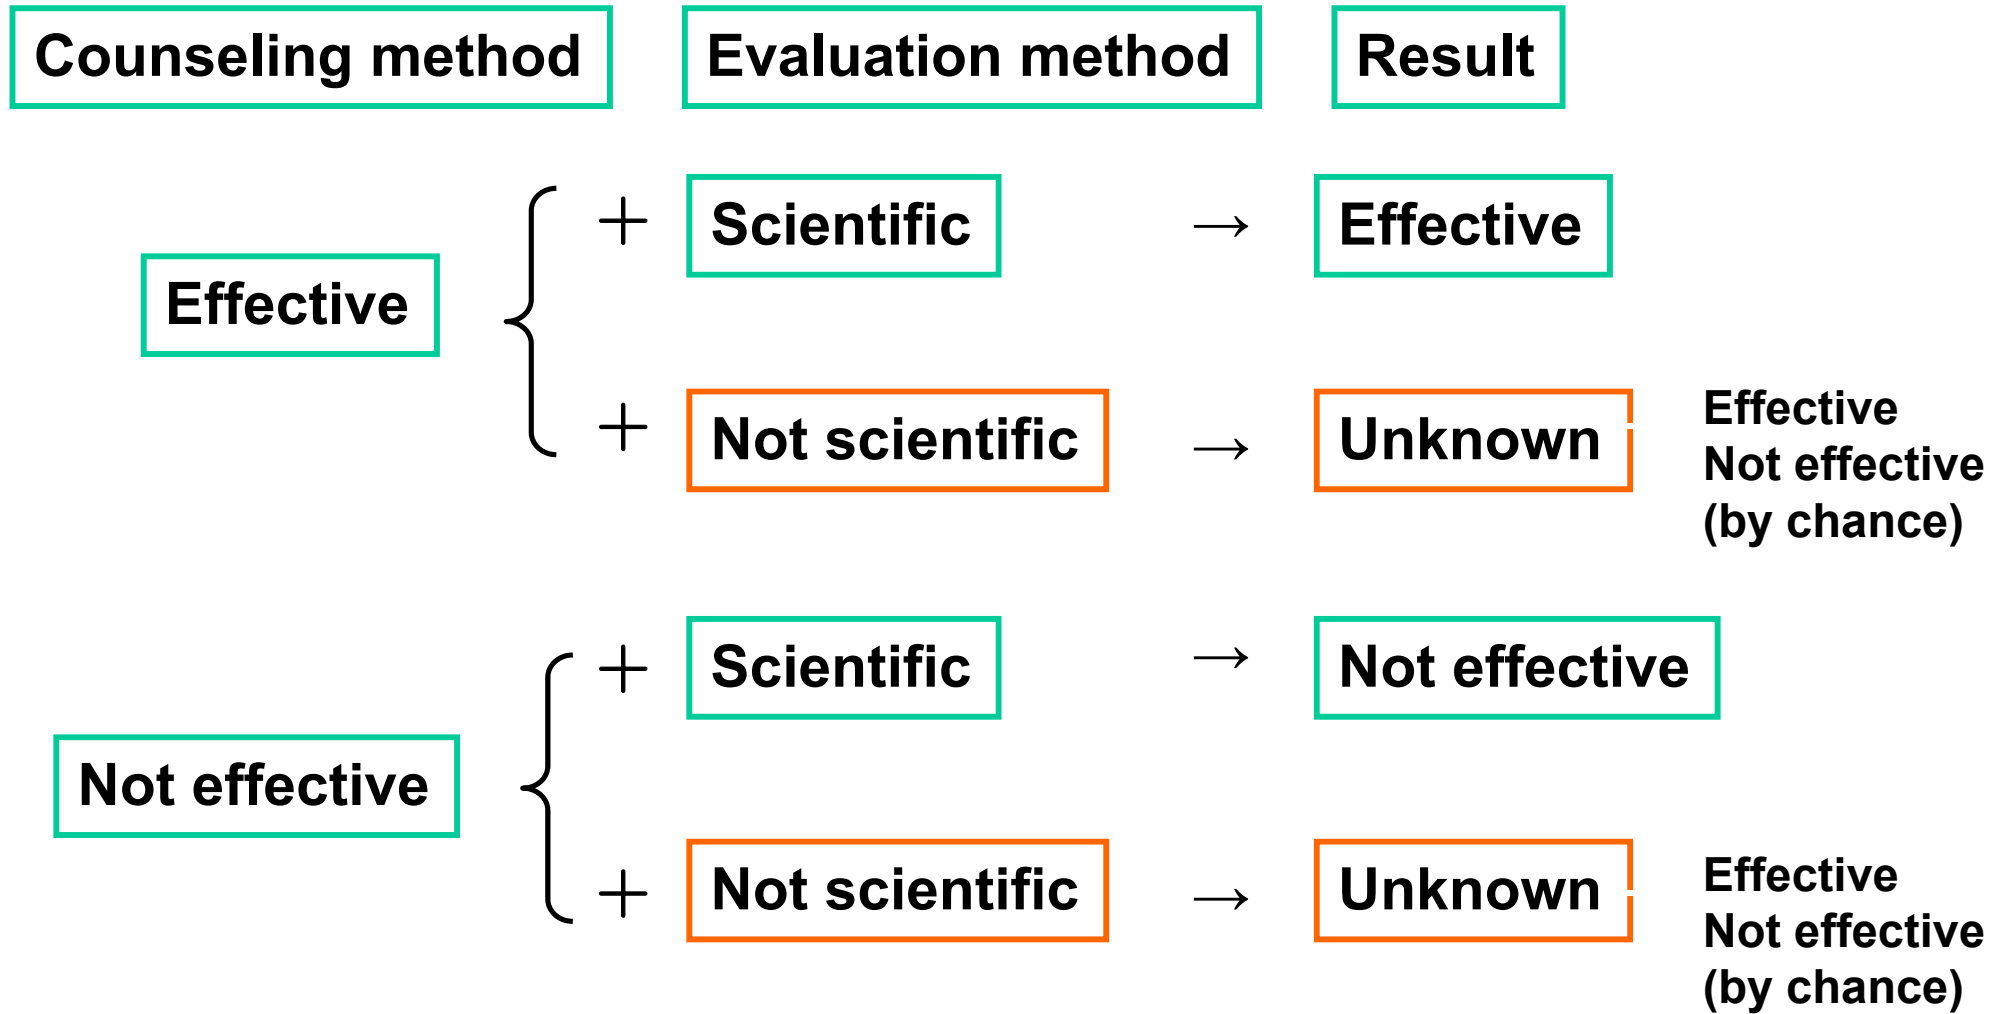 Counseling method Evaluation method Result
+ Scientific → Effective
Effective
+ Not scientific → Unknown
Effective
Not effective
(by chance)
+ Scientific → Not effective
Not effective
+ Not scientific → Unknown
Effective
Not effective
(by chance)